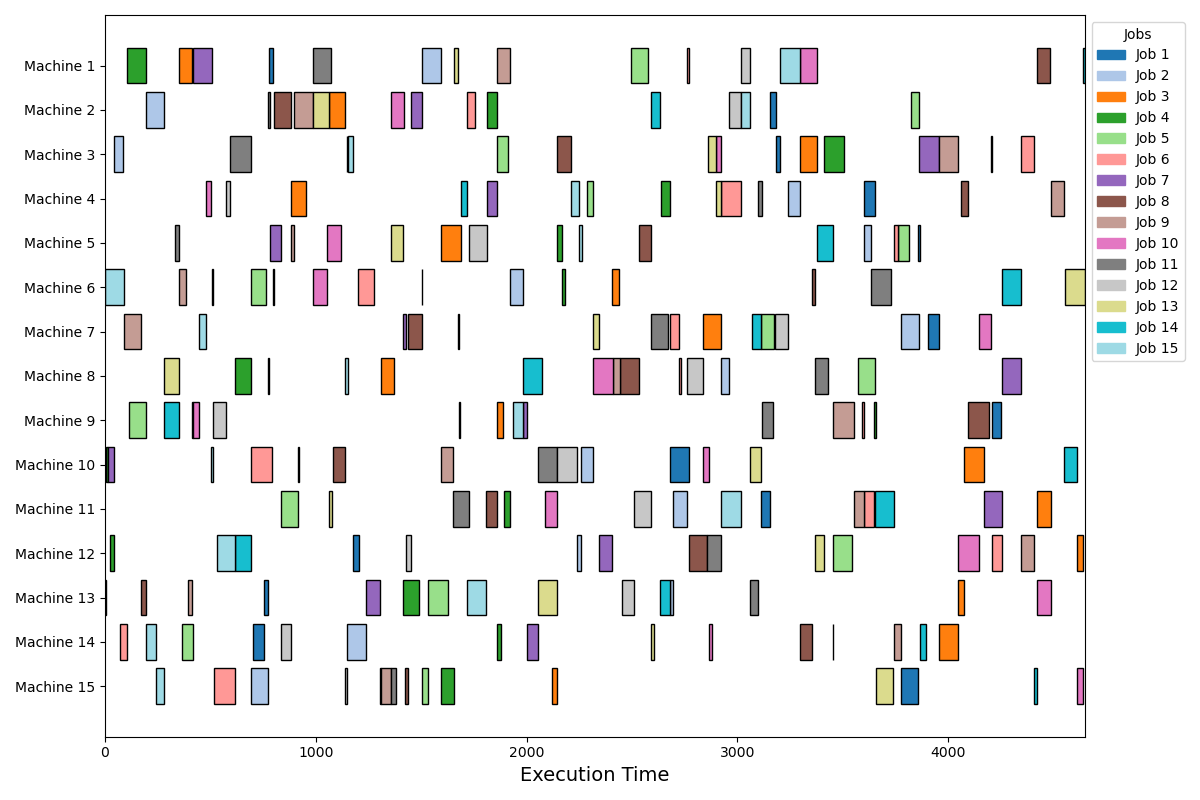 Machine 1
Machine 2
Machine 3
Machine 4
Machine 5
Machine 6
Machine 7
Machine 8
Machine 9
Machine 10
Machine 11
Machine 12
Machine 13
Machine 14
Machine 15
0 1000 2000 3000 4000
Execution Time
Jobs
Job 1
Job 2
Job 3
Job 4
Job 5
Job 6
Job 7
Job 8
Job 9
Job 10
Job 11
Job 12
Job 13
Job 14
Job 15